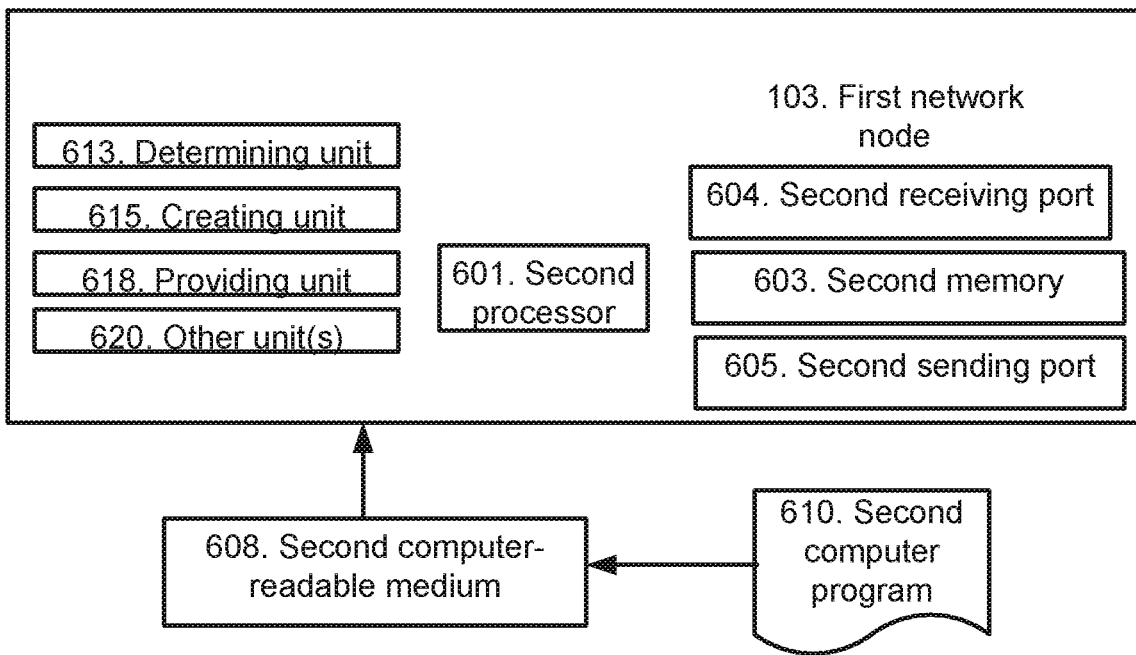 103. First network
node
613. Determining unit
615. Creating unit
618. Providing unit
620. Other unit(s)
601. Second
processor
604. Second receiving port
603. Second memory
605. Second sending port
608. Second computer-
readable medium
610. Second
computer
program